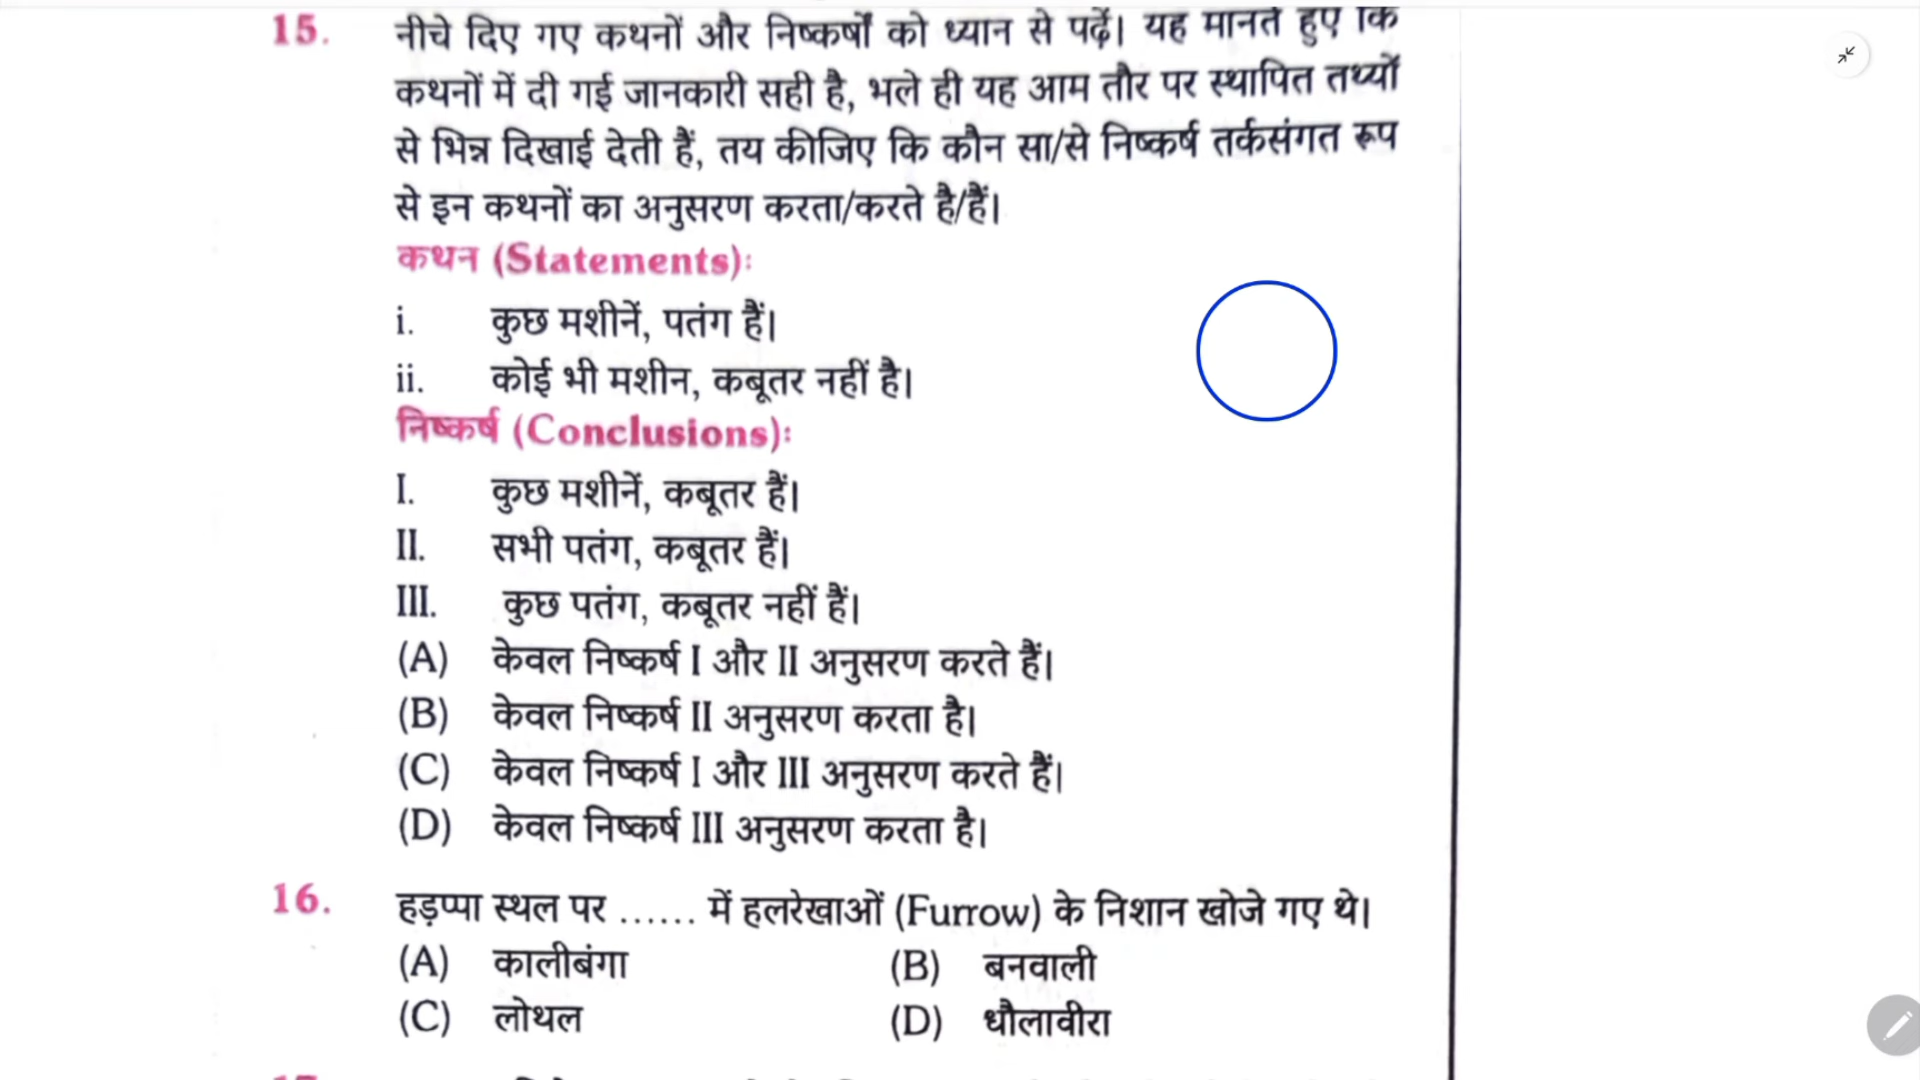 15. नीचे दिए गए कथनों और निष्कर्षों को ध्यान से पढ़ें। यह मानते हुए कि
कथनों में दी गई जानकारी सही है, भले ही यह आम तौर पर स्थापित तथ्यों
से भिन्न दिखाई देती हैं, तय कीजिए कि कौन सा/से निष्कर्ष तर्कसंगत रूप
से इन कथनों का अनुसरण करता/करते है/हैं।
कथन (Statements):
i. कुछ मशीनें, पतंग हैं।
ii. कोई भी मशीन, कबूतर नहीं है।
निष्कर्ष (Conclusions):
I. कुछ मशीनें, कबूतर हैं।
II. सभी पतंग, कबूतर हैं।
III. कुछ पतंग, कबूतर नहीं हैं।
(A) केवल निष्कर्ष I और II अनुसरण करते हैं।
(B) केवल निष्कर्ष II अनुसरण करता है।
(C) केवल निष्कर्ष I और III अनुसरण करते हैं।
(D) केवल निष्कर्ष III अनुसरण करता है।
16. हड़प्पा स्थल पर ...... में हलरेखाओं (Furrow) के निशान खोजे गए थे।
(A) कालीबंगा (B) बनवाली
(C) लोथल (D) धौलावीरा